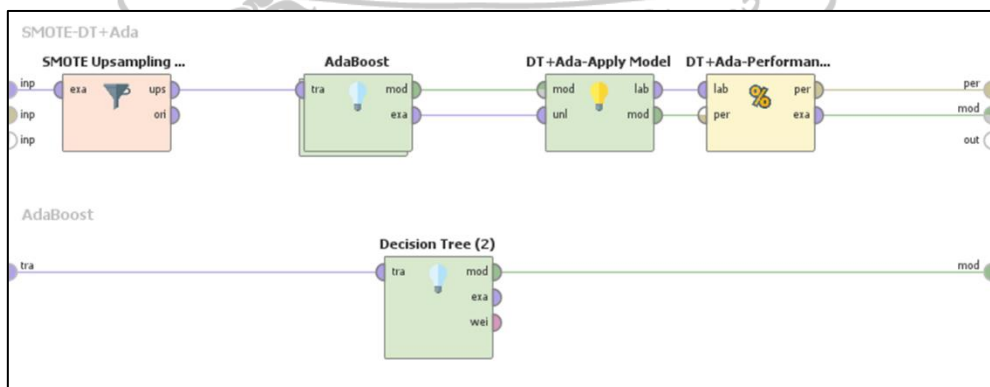 SMOTE-DT+Ada
SMOTE Upsampling ... AdaBoost DT+Ada-Apply Model DT+Ada-Performan...
inp exa ups tra mod mod lab lab per per
inp ori exa unl mod per exa mod
inp out
AdaBoost
Decision Tree (2)
tra tra mod mod
exa
wei